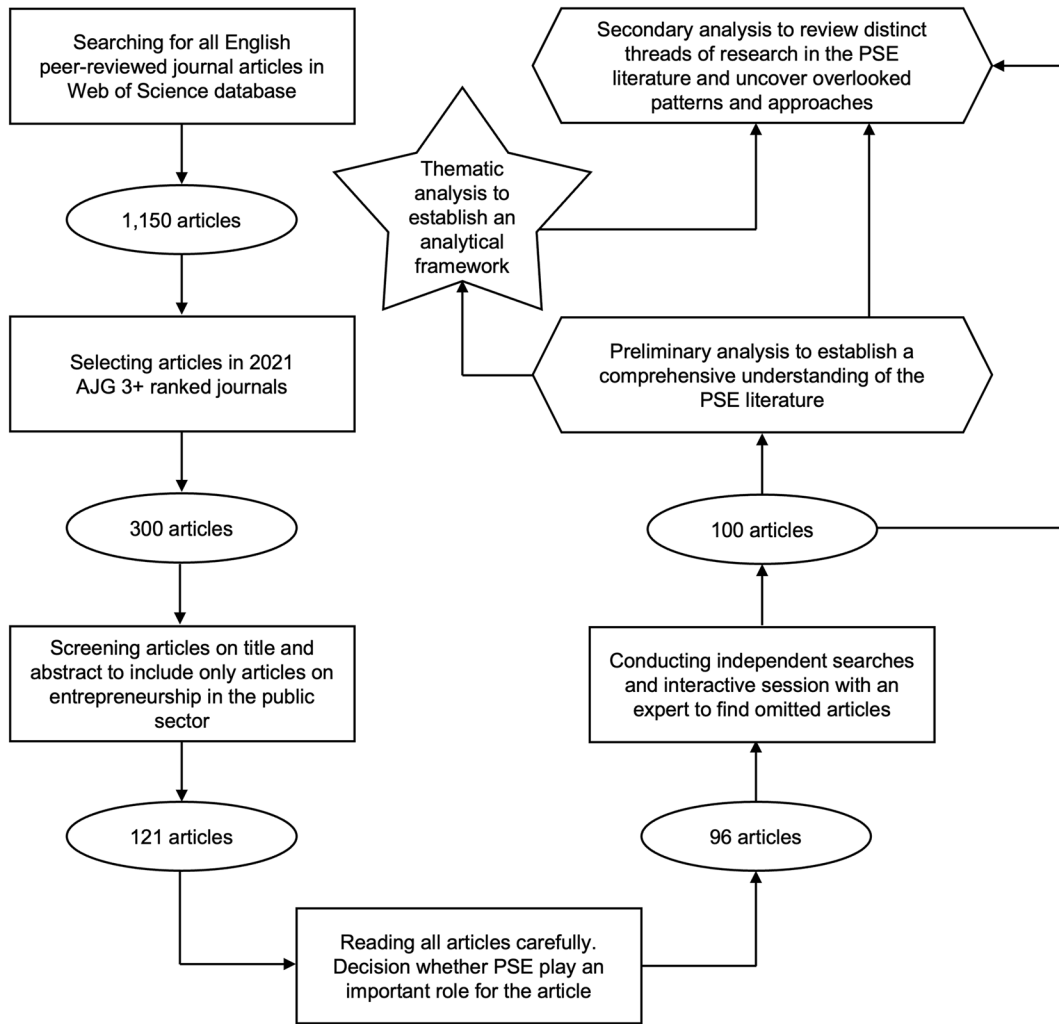 Searching for all English
peer-reviewed journal articles in
Web of Science database
1,150 articles
Selecting articles in 2021
AJG 3+ ranked journals
300 articles
Screening articles on title and
abstract to include only articles on
entrepreneurship in the public
sector
121 articles
Reading all articles carefully.
Decision whether PSE play an
important role for the article
96 articles
Conducting independent searches
and interactive session with an
expert to find omitted articles
100 articles
Preliminary analysis to establish a
comprehensive understanding of the
PSE literature
Thematic
analysis to
establish an
analytical
framework
Secondary analysis to review distinct
threads of research in the PSE
literature and uncover overlooked
patterns and approaches